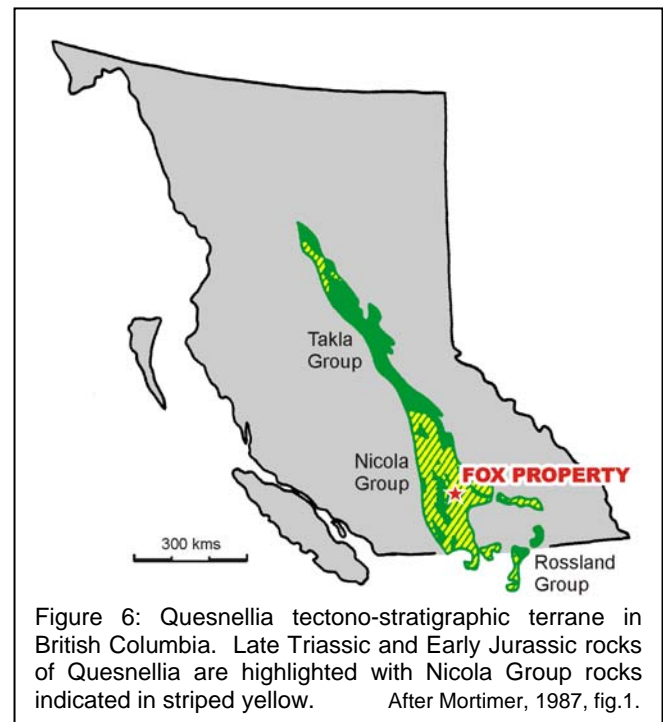 Takla
Group
Nicola
Group
FOX PROPERTY
300 kms
Rossland
Group
Figure 6: Quesnellia tectono-stratigraphic terrane in
British Columbia. Late Triassic and Early Jurassic rocks
of Quesnellia are highlighted with Nicola Group rocks
indicated in striped yellow. After Mortimer, 1987, fig.1.